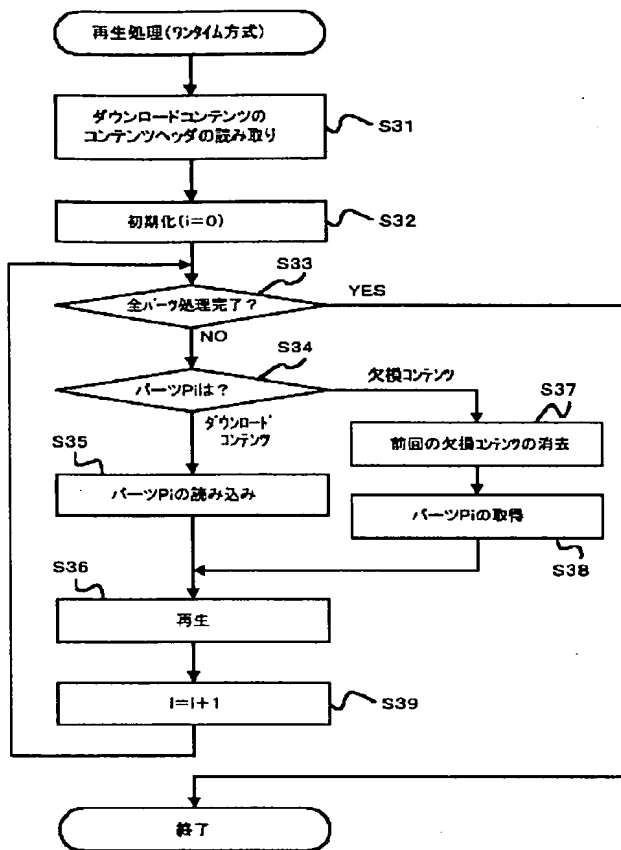 再生処理(ワンタイム方式)
ダウンロードコンテンツの
コンテンツヘッダの読み取り
S31
初期化(i=0)
S32
S33
全パーツ処理完了?
YES
NO
S34
パーツPiは?
欠損コンテンツ
ダウンロード
コンテンツ
S37
前回の欠損コンテンツの消去
S35
パーツPiの読み込み
パーツPiの取得
S38
S36
再生
i=i+1
S39
終了